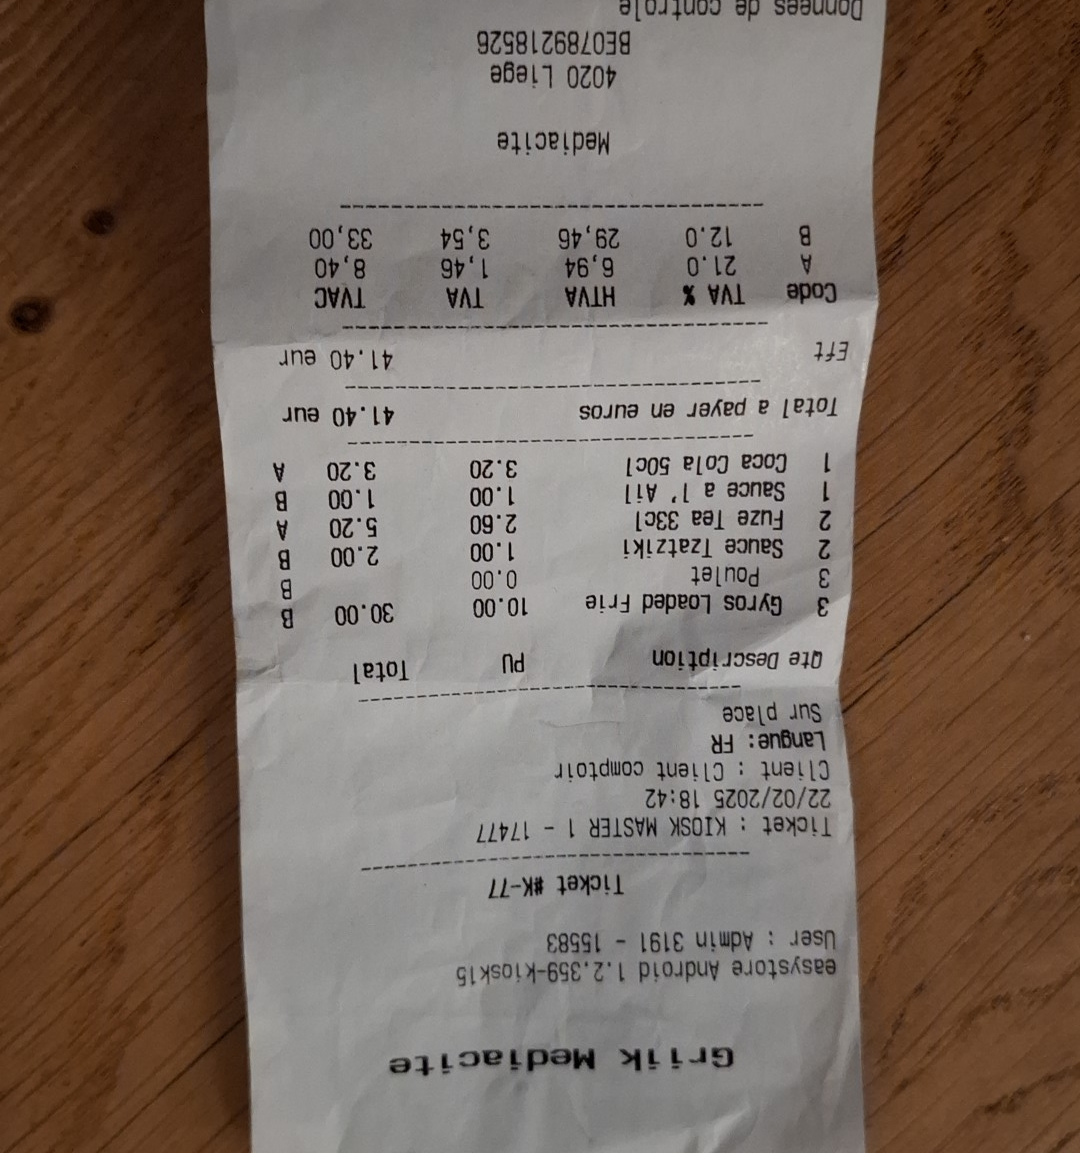 Griik Mediacite
easystore Android 1.2.359-kiosk15
User : Admin 3191 - 15583
Ticket #K-77
Ticket : KIOSK MASTER 1 - 17477
22/02/2025 18:42
Client : Client comptoir
Langue: FR
Sur place
Qte Description PU Total
3 Gyros Loaded Frie 10.00 30.00 B
3 Poulet 0.00 B
2 Sauce Tzatziki 1.00 2.00 B
2 Fuze Tea 33cl 2.60 5.20 A
1 Sauce a l' Ail 1.00 1.00 B
1 Coca Cola 50cl 3.20 3.20 A
Total a payer en euros 41.40 eur
Eft 41.40 eur
Code TVA % HTVA TVA TVAC
A 21.0 6,94 1,46 8,40
B 12.0 29,46 3,54 33,00
Mediacite
4020 Liege
BE0789218526
Donnees de controle